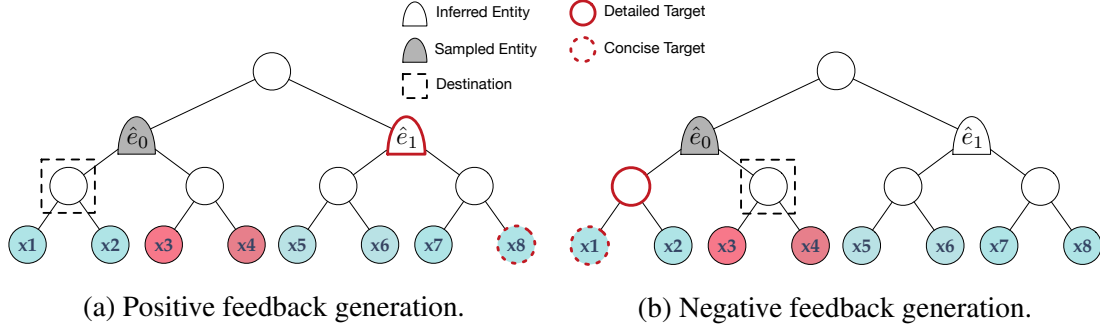 Inferred Entity
Detailed Target
Sampled Entity
Concise Target
Destination
ê0
ê1
x1 x2 x3 x4 x5 x6 x7 x8
(a) Positive feedback generation.
ê0
ê1
x1 x2 x3 x4 x5 x6 x7 x8
(b) Negative feedback generation.